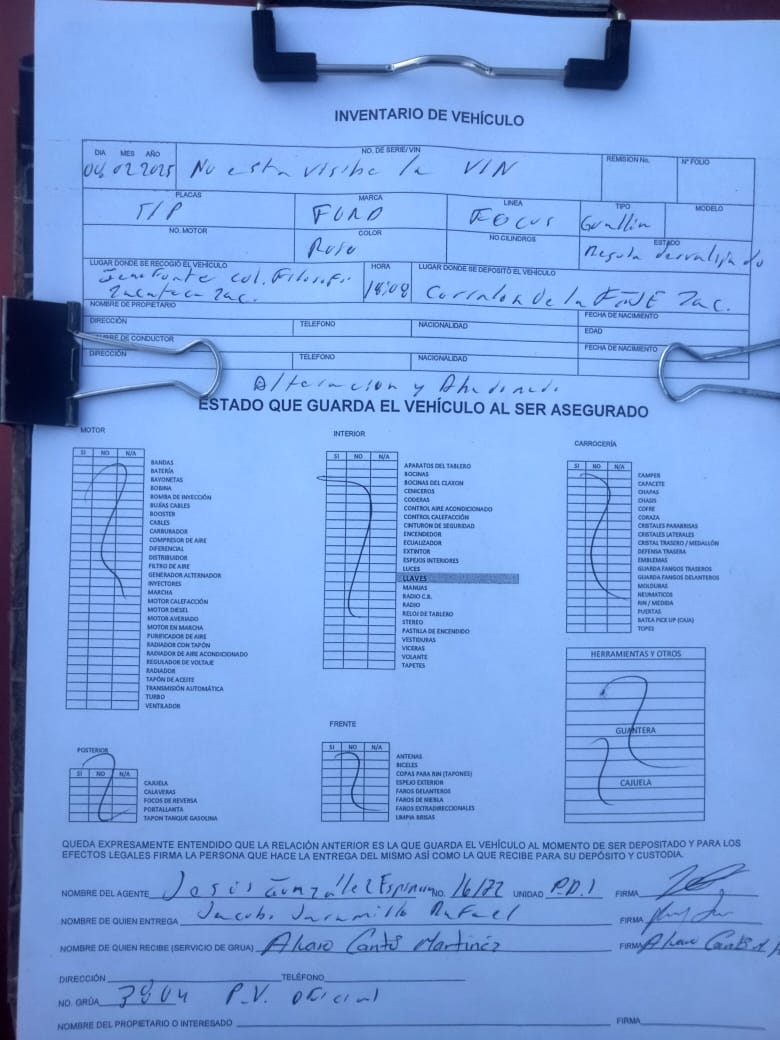 INVENTARIO DE VEHÍCULO
DIA MES AÑO NO. DE SERIE/VIN REMISIÓN No. Nº FOLIO
04 02 2025 No esta visible la VIN
PLACAS MARCA LINEA TIPO MODELO
S/P FORD FOCUS
NO. MOTOR COLOR NO.CILINDROS ESTADO
Rojo Regula desvalijado
LUGAR DONDE SE RECOGIÓ EL VEHÍCULO HORA LUGAR DONDE SE DEPOSITÓ EL VEHÍCULO
col.
Zacatecas Zac. 18:08 Corralon de la Zac.
NOMBRE DE PROPIETARIO FECHA DE NACIMIENTO
DIRECCIÓN TELEFONO NACIONALIDAD EDAD
BRE DE CONDUCTOR FECHA DE NACIMIENTO
DIRECCIÓN TELEFONO NACIONALIDAD
Alteracion y Abandonado
ESTADO QUE GUARDA EL VEHÍCULO AL SER ASEGURADO
MOTOR
SI NO N/A
BANDAS
BATERÍA
BAYONETAS
BOBINA
BOMBA DE INYECCIÓN
BUJÍAS CABLES
BOOSTER
CABLES
CARBURADOR
COMPRESOR DE AIRE
DIFERENCIAL
DISTRIBUIDOR
FILTRO DE AIRE
GENERADOR ALTERNADOR
INYECTORES
MARCHA
MOTOR CALEFACCIÓN
MOTOR DIESEL
MOTOR AVERIADO
MOTOR EN MARCHA
PURIFICADOR DE AIRE
RADIADOR CON TAPÓN
RADIADOR DE AIRE ACONDICIONADO
REGULADOR DE VOLTAJE
RADIADOR
TAPÓN DE ACEITE
TRANSMISIÓN AUTOMÁTICA
TURBO
VENTILADOR
INTERIOR
SI NO N/A
APARATOS DEL TABLERO
BOCINAS
BOCINAS DEL CLAXON
CENICEROS
CODERAS
CONTROL AIRE ACONDICIONADO
CONTROL CALEFACCIÓN
CINTURÓN DE SEGURIDAD
ENCENDEDOR
ECUALIZADOR
EXTINTOR
ESPEJOS INTERIORES
LUCES
LLAVES
MANIJAS
RADIO C.B.
RADIO
RELOJ DE TABLERO
STEREO
PASTILLA DE ENCENDIDO
VESTIDURAS
VICERAS
VOLANTE
TAPETES
CARROCERÍA
SI NO N/A
CAMPER
CAPACETE
CHAPAS
CHASIS
COFRE
CORAZA
CRISTALES PARABRISAS
CRISTALES LATERALES
CRISTAL TRASERO / MEDALLÓN
DEFENSA TRASERA
EMBLEMAS
GUARDA FANGOS TRASEROS
GUARDA FANGOS DELANTEROS
MOLDURAS
NEUMATICOS
RIN / MEDIDA
PUERTAS
BATEA PICK UP (CAJA)
TOPES
HERRAMIENTAS Y OTROS
GUANTERA
CAJUELA
POSTERIOR
SI NO N/A
CAJUELA
CALAVERAS
FOCOS DE REVERSA
PORTALLANTA
TAPON TANQUE GASOLINA
FRENTE
SI NO N/A
ANTENAS
BICELES
COPAS PARA RIN (TAPONES)
ESPEJO EXTERIOR
FAROS DELANTEROS
FAROS DE NIEBLA
FAROS EXTRADIRECCIONALES
LIMPIA BRISAS
QUEDA EXPRESAMENTE ENTENDIDO QUE LA RELACIÓN ANTERIOR ES LA QUE GUARDA EL VEHÍCULO AL MOMENTO DE SER DEPOSITADO Y PARA LOS
EFECTOS LEGALES FIRMA LA PERSONA QUE HACE LA ENTREGA DEL MISMO ASÍ COMO LA QUE RECIBE PARA SU DEPÓSITO Y CUSTODIA.
NOMBRE DEL AGENTE Jesús González Espinoza NO. 16/72 UNIDAD P.D.I FIRMA
NOMBRE DE QUIEN ENTREGA Jacobo Jaramillo Rafael FIRMA
NOMBRE DE QUIEN RECIBE (SERVICIO DE GRUA) Alvaro Cantú Martínez FIRMA
DIRECCIÓN TELÉFONO
NO. GRÚA 3904 P.V. oficial
NOMBRE DEL PROPIETARIO O INTERESADO FIRMA